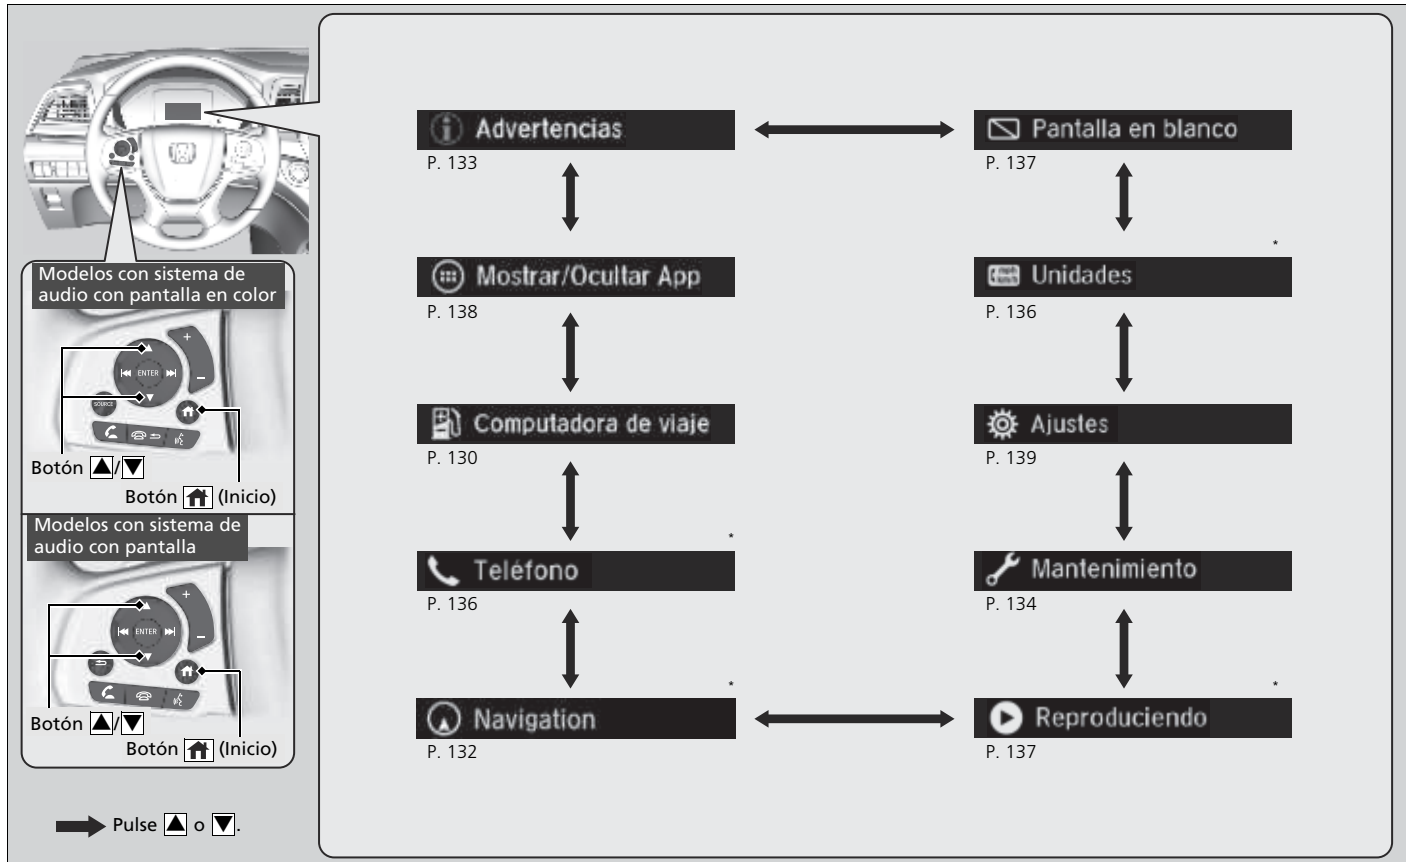 Modelos con sistema de
audio con pantalla en color
+
ENTER
−
SOURCE
Botón ▲/▼
Botón (Inicio)
Modelos con sistema de
audio con pantalla
+
ENTER
−
Botón ▲/▼
Botón (Inicio)
Pulse ▲ o ▼.
Advertencias
P. 133
Mostrar/Ocultar App
P. 138
Computadora de viaje
P. 130
*
Teléfono
P. 136
*
Navigation
P. 132
Pantalla en blanco
P. 137
*
Unidades
P. 136
Ajustes
P. 139
Mantenimiento
P. 134
*
Reproduciendo
P. 137